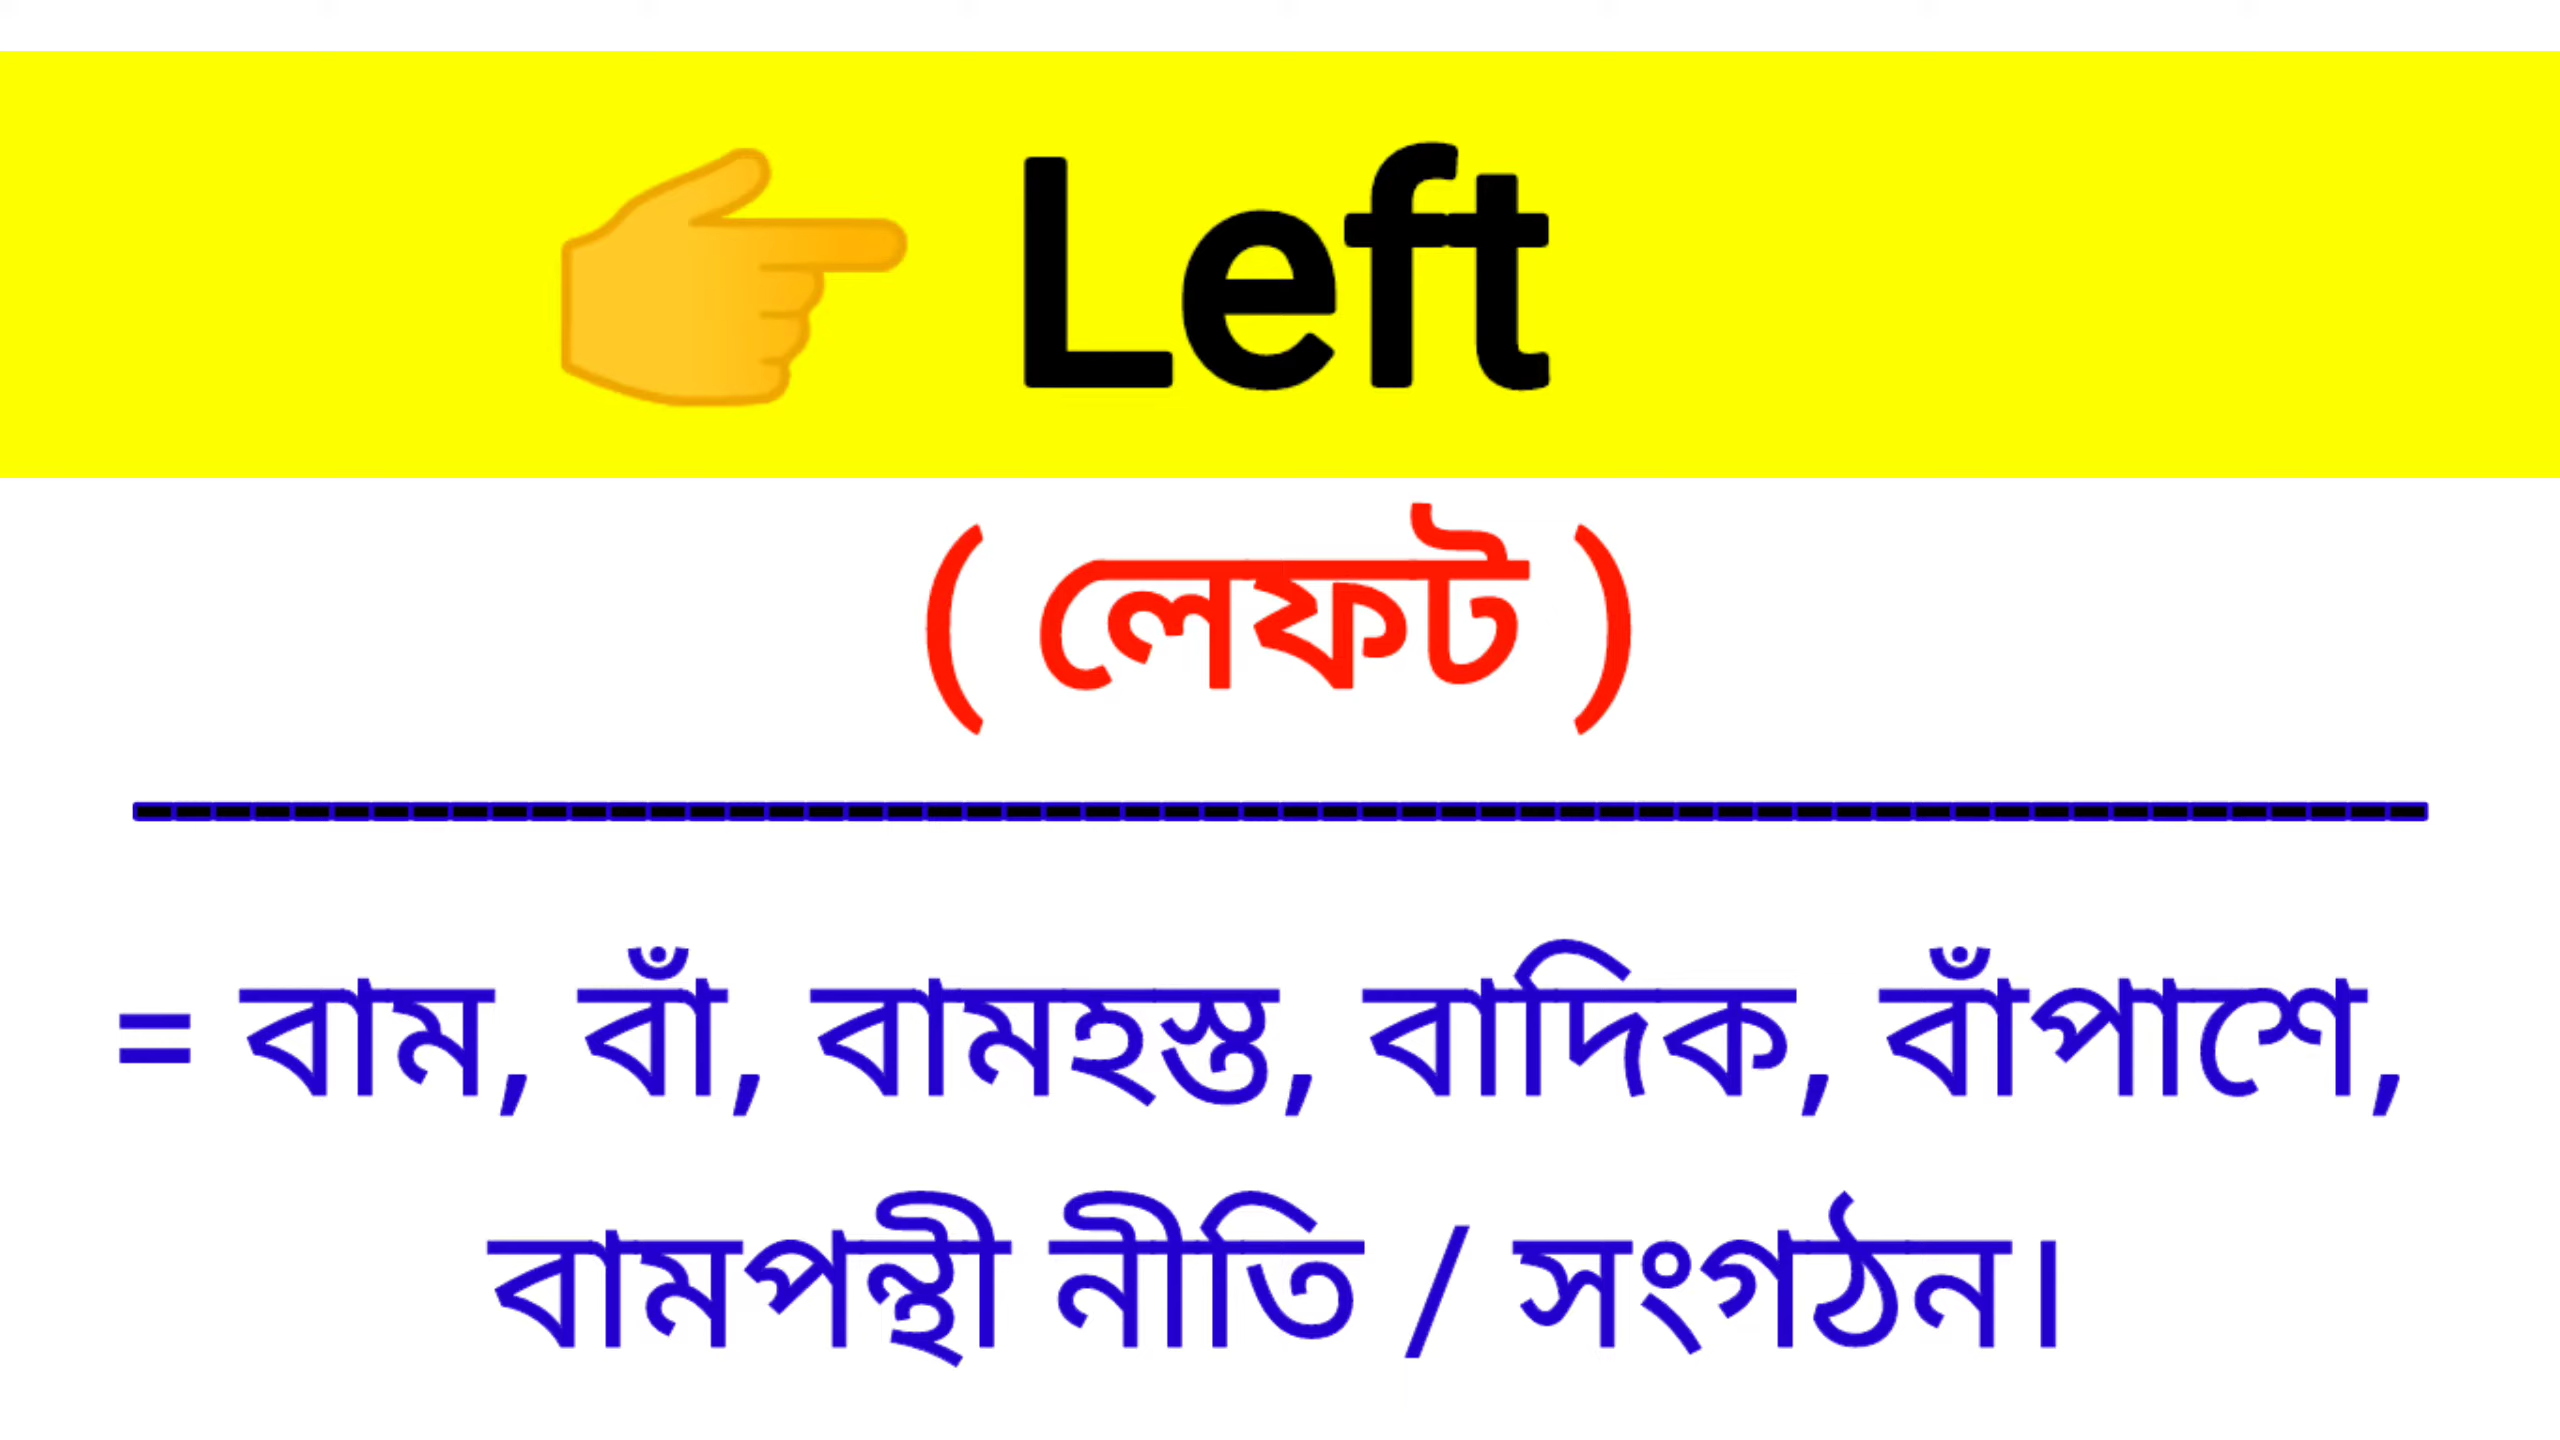 👉 Left
( লেফট )
----------------------------------------------------------
= বাম, বাঁ, বামহস্ত, বাদিক, বাঁপাশে,
বামপন্থী নীতি / সংগঠন।